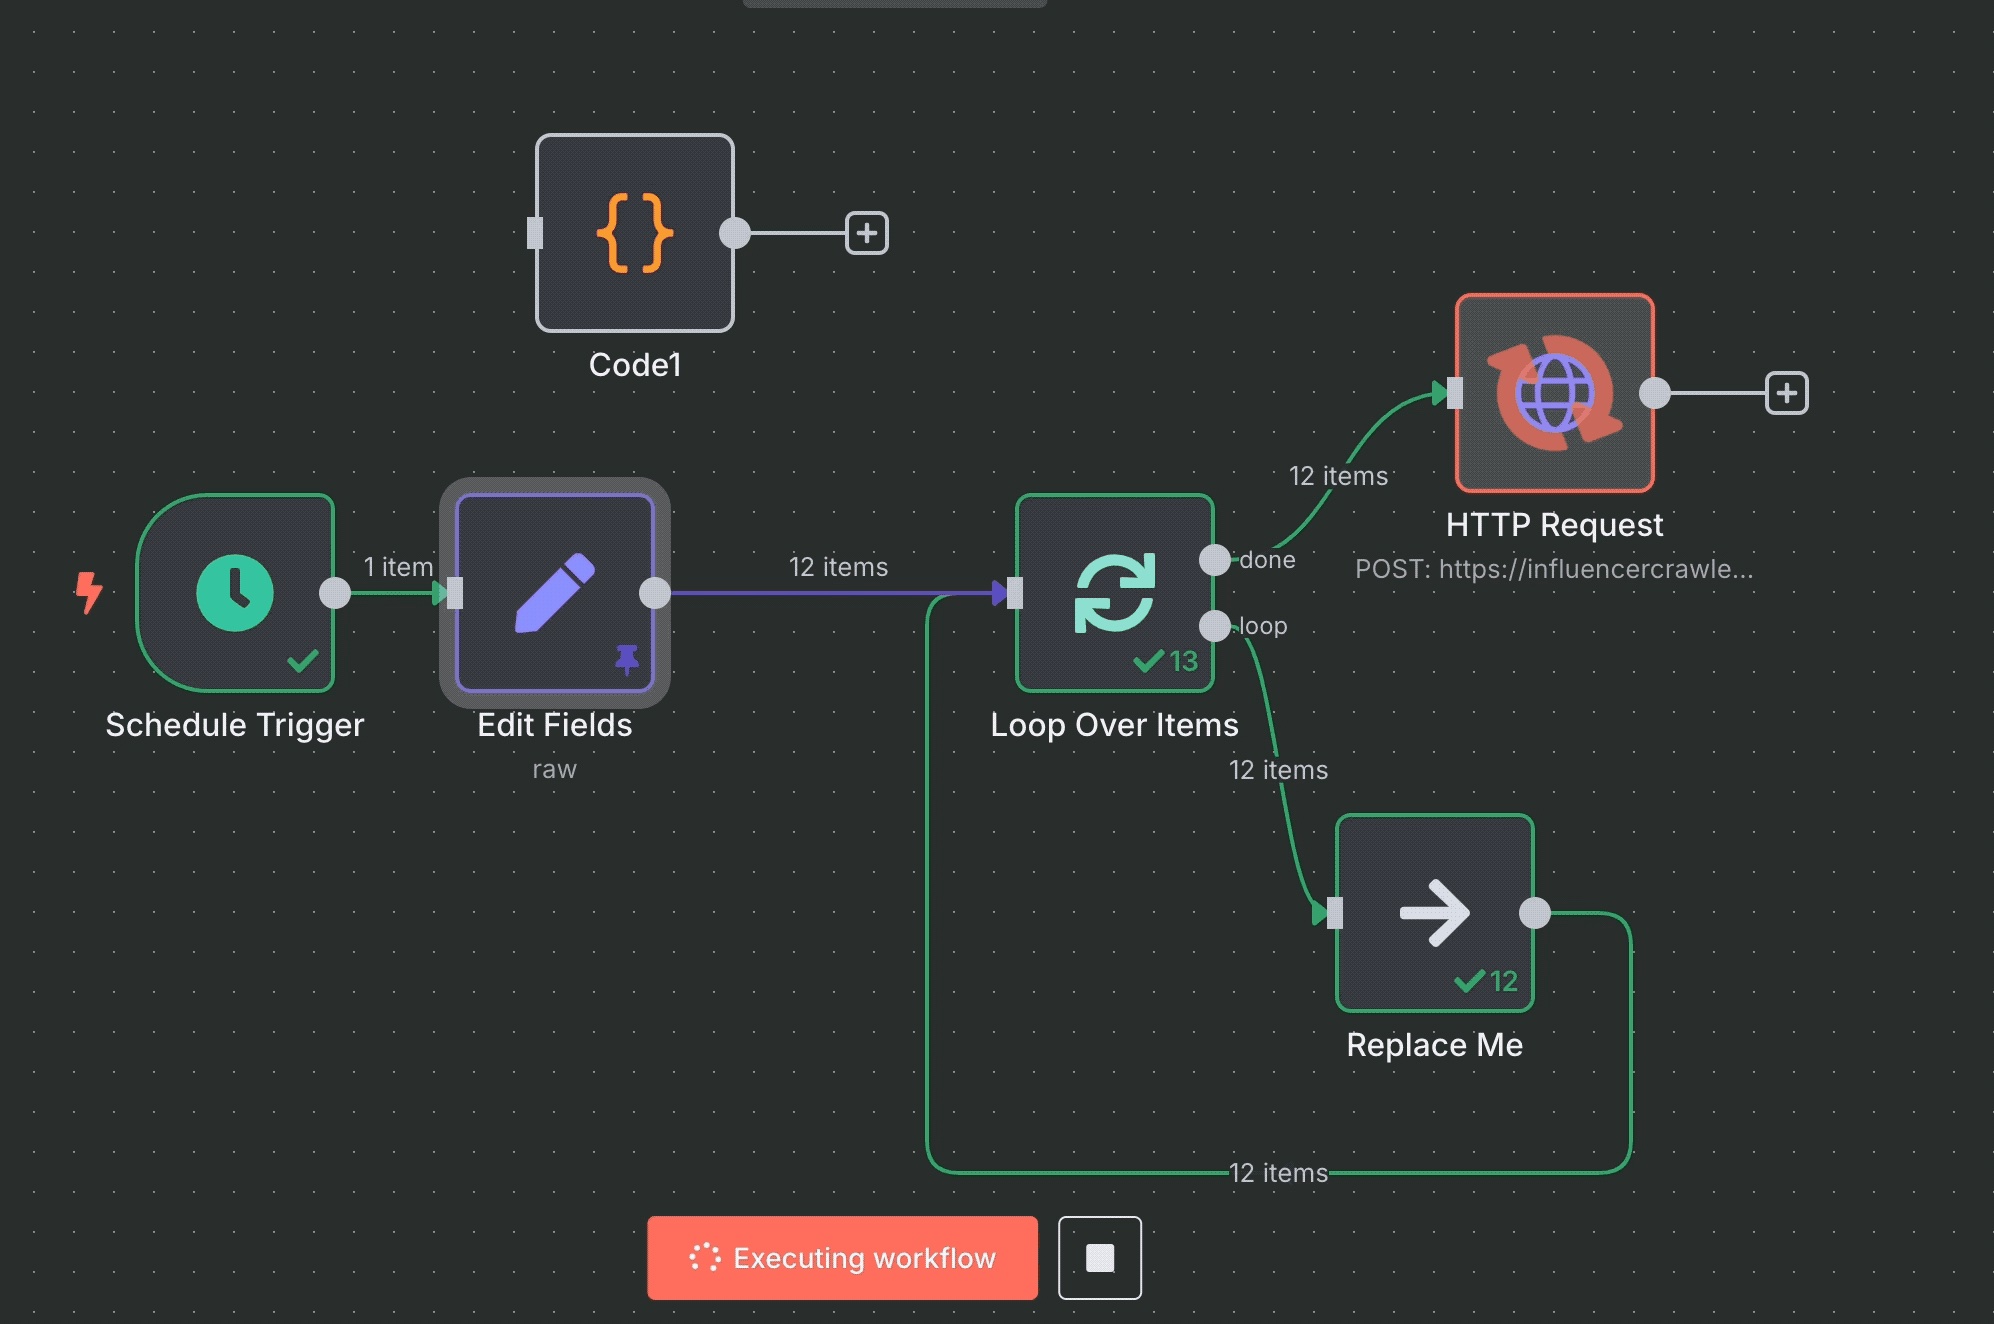 Code1
12 items
HTTP Request
POST: https://influencercrawle...
1 item
12 items
done
loop
13
Schedule Trigger
Edit Fields
raw
Loop Over Items
12 items
12
Replace Me
12 items
Executing workflow